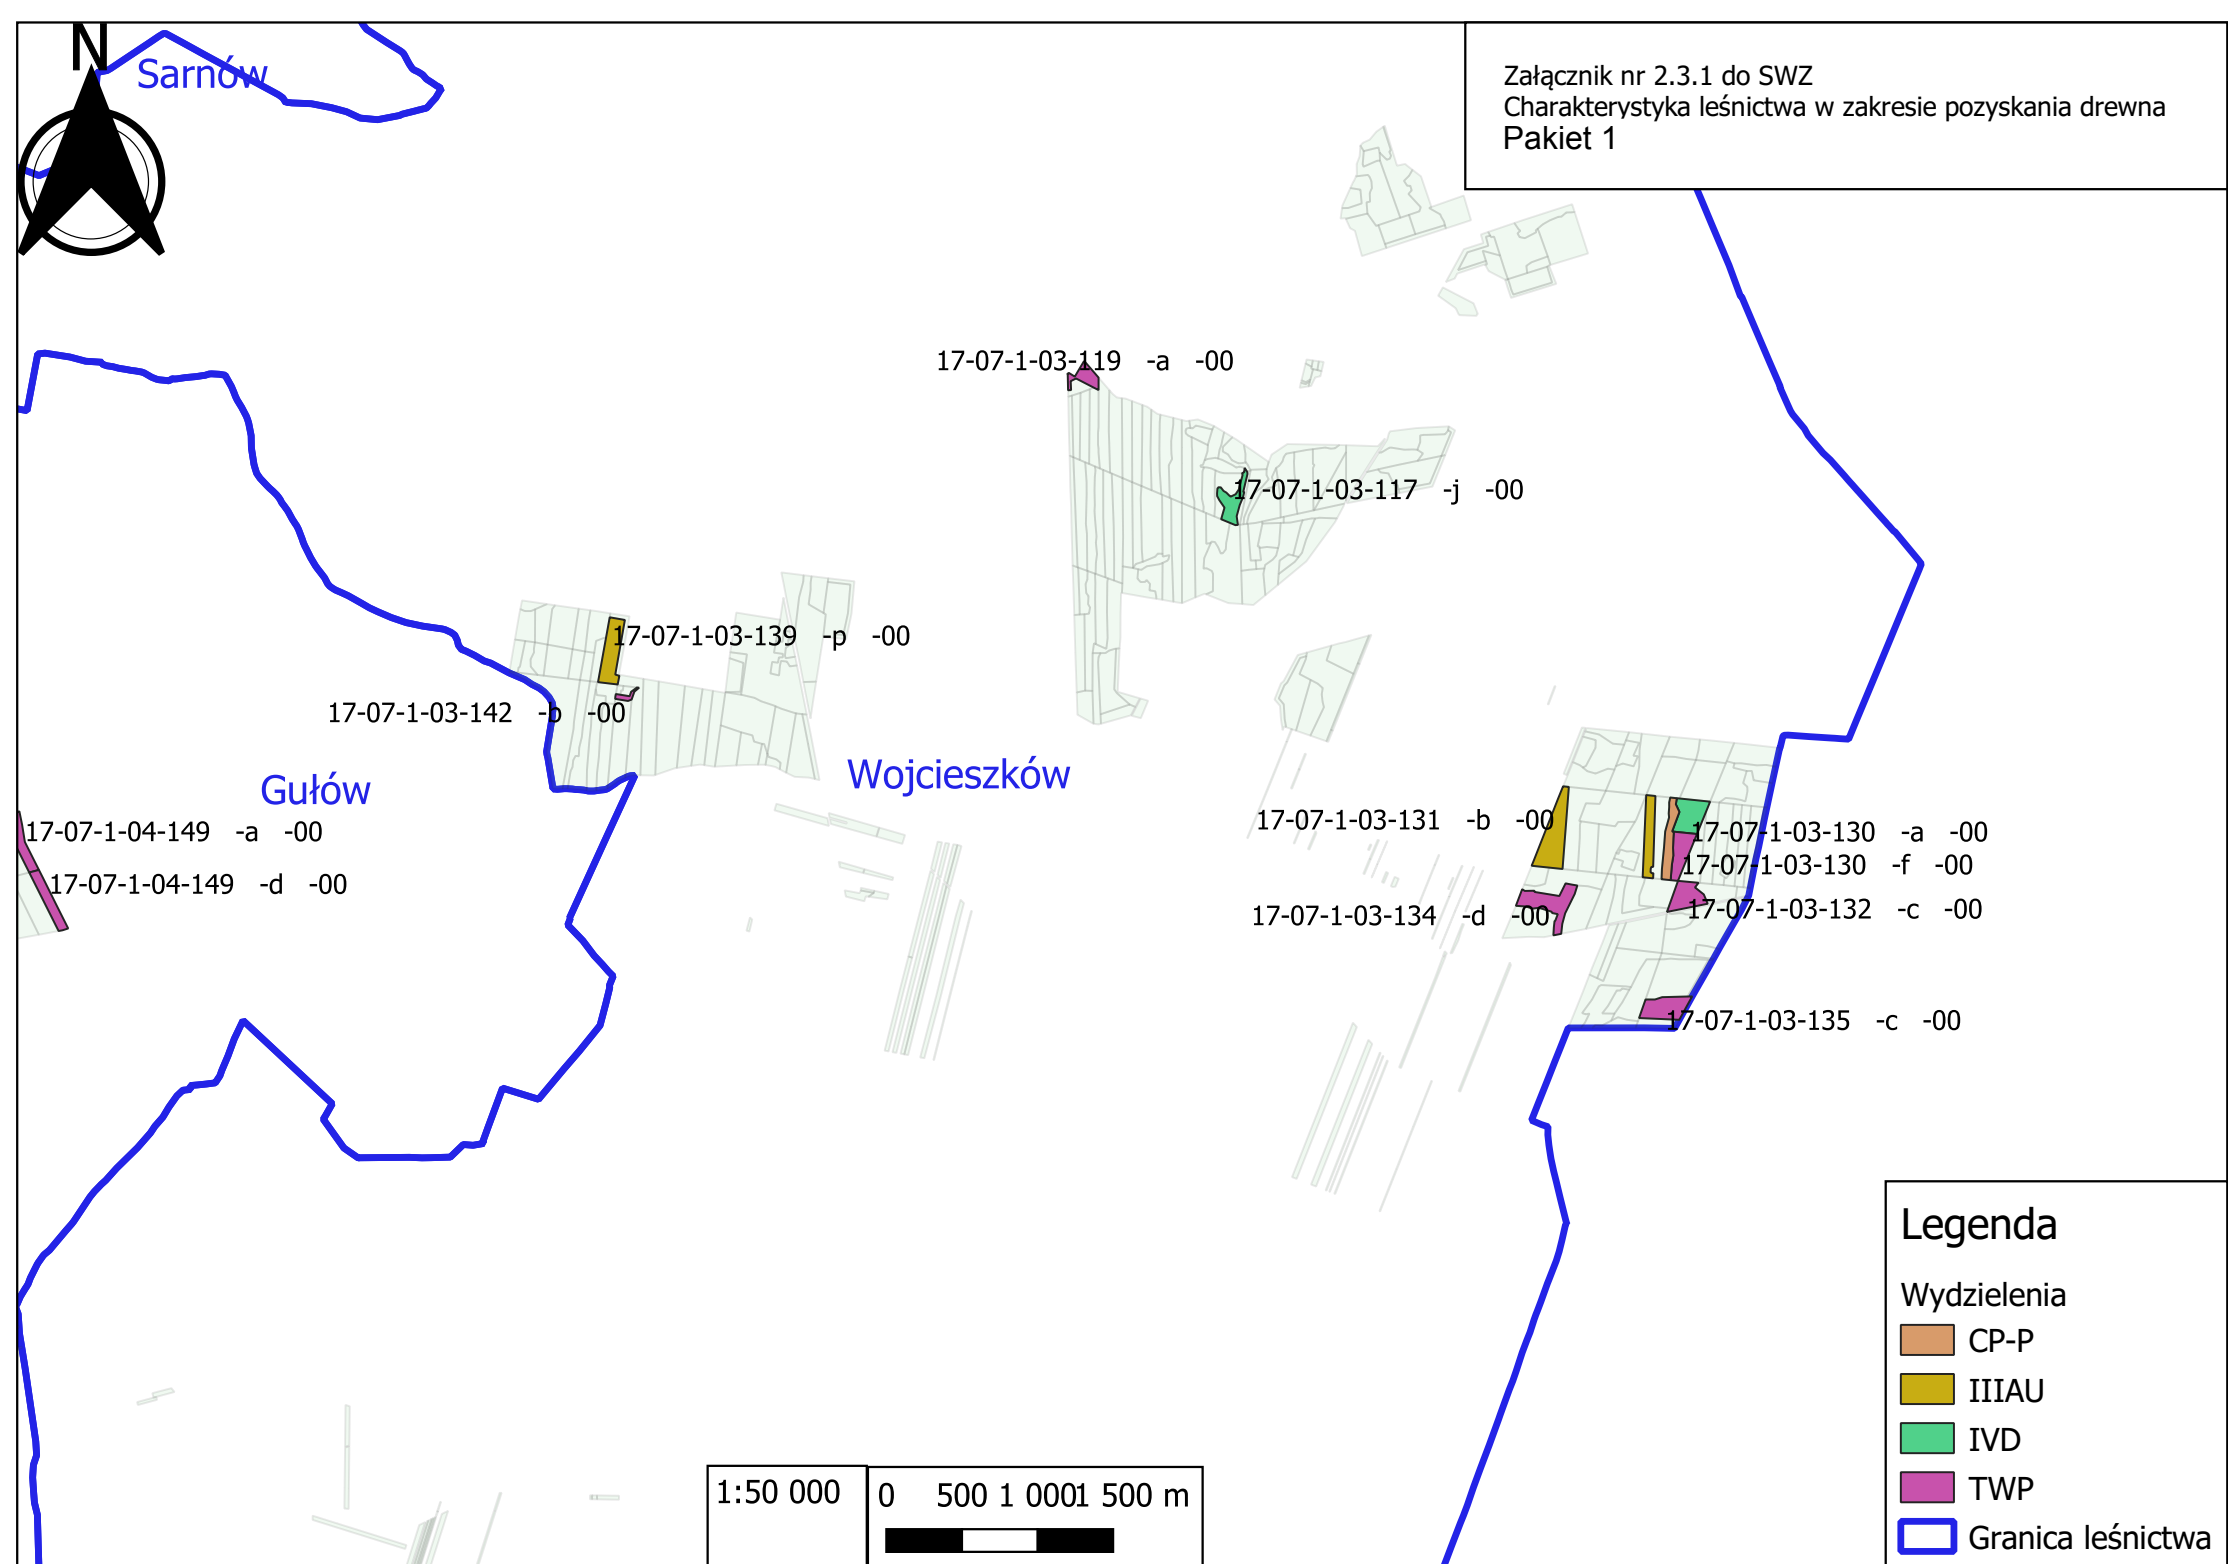 N
Sarnów
Załącznik nr 2.3.1 do SWZ
Charakterystyka leśnictwa w zakresie pozyskania drewna
Pakiet 1
17-07-1-03-119 -a -00
17-07-1-03-117 -j -00
17-07-1-03-139 -p -00
17-07-1-03-142 -b -00
Wojcieszków
Gułów
17-07-1-04-149 -a -00
17-07-1-04-149 -d -00
17-07-1-03-131 -b -00
17-07-1-03-130 -a -00
17-07-1-03-130 -f -00
17-07-1-03-134 -d -00
17-07-1-03-132 -c -00
17-07-1-03-135 -c -00
1:50 000
0 500 1 000 1 500 m
Legenda
Wydzielenia
CP-P
IIIAU
IVD
TWP
Granica leśnictwa